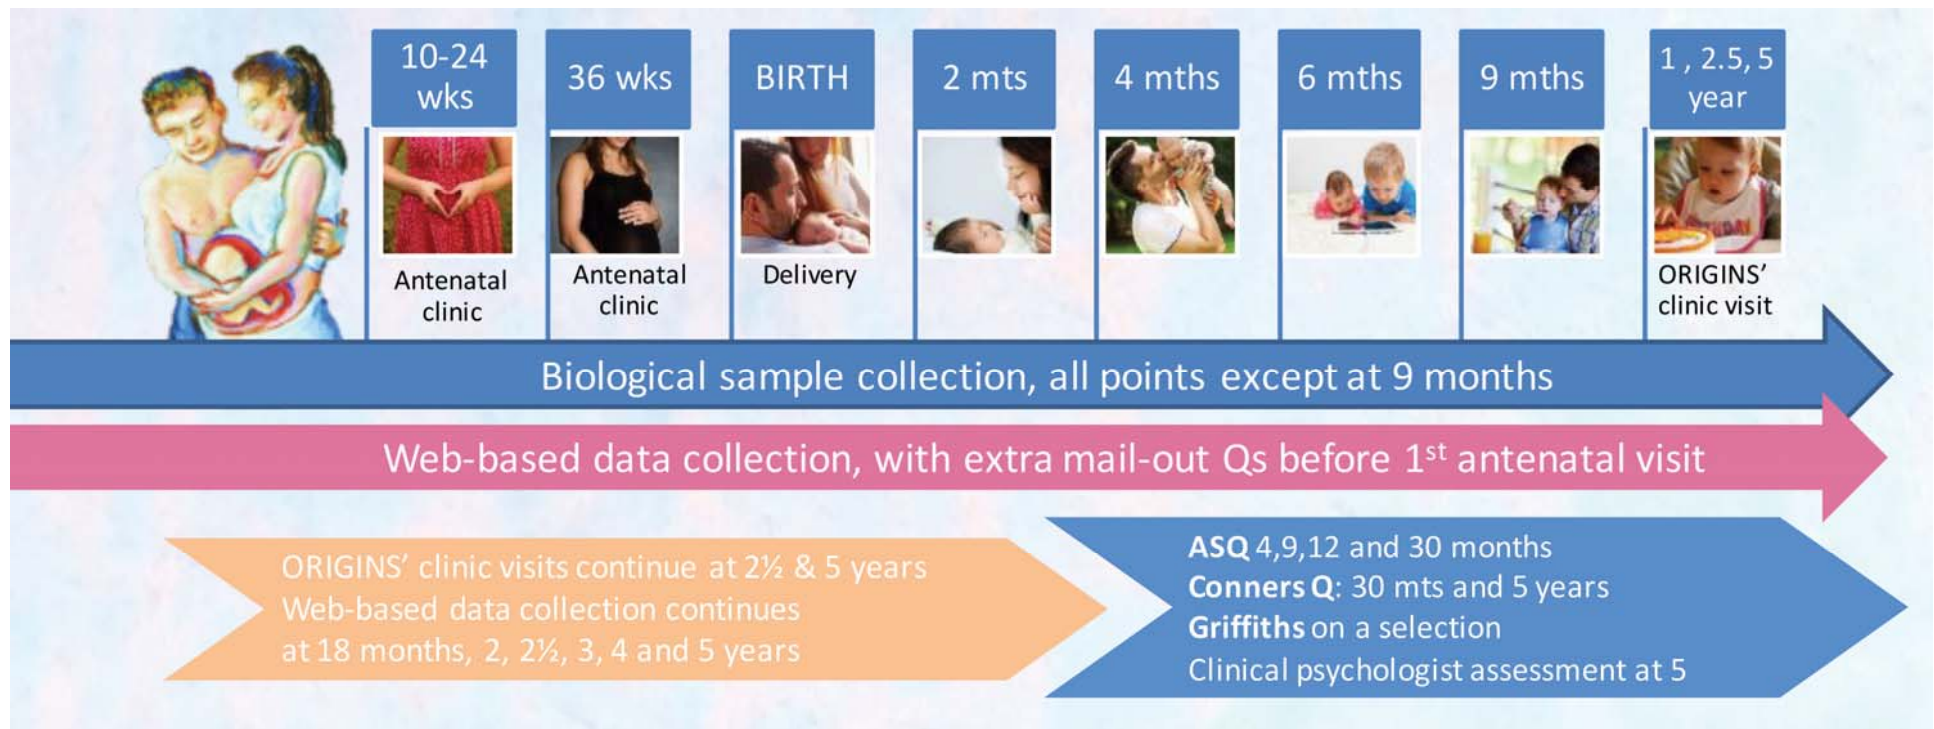 10-24
wks
36 wks
BIRTH
2 mts
4 mths
6 mths
9 mths
1 , 2.5, 5
year
Antenatal
clinic
Antenatal
clinic
Delivery
ORIGINS’
clinic visit
Biological sample collection, all points except at 9 months
Web-based data collection, with extra mail-out Qs before 1st antenatal visit
ORIGINS’ clinic visits continue at 2½ & 5 years
Web-based data collection continues
at 18 months, 2, 2½, 3, 4 and 5 years
ASQ 4,9,12 and 30 months
Conners Q: 30 mts and 5 years
Griffiths on a selection
Clinical psychologist assessment at 5